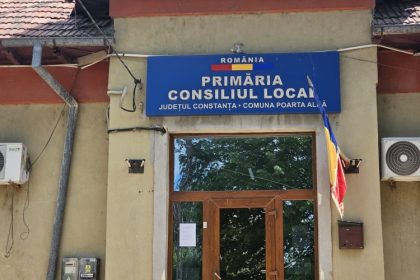 ROMÂNIA
PRIMĂRIA
CONSILIUL LOCAL
JUDEȚUL CONSTANȚA - COMUNA POARTA ALBĂ